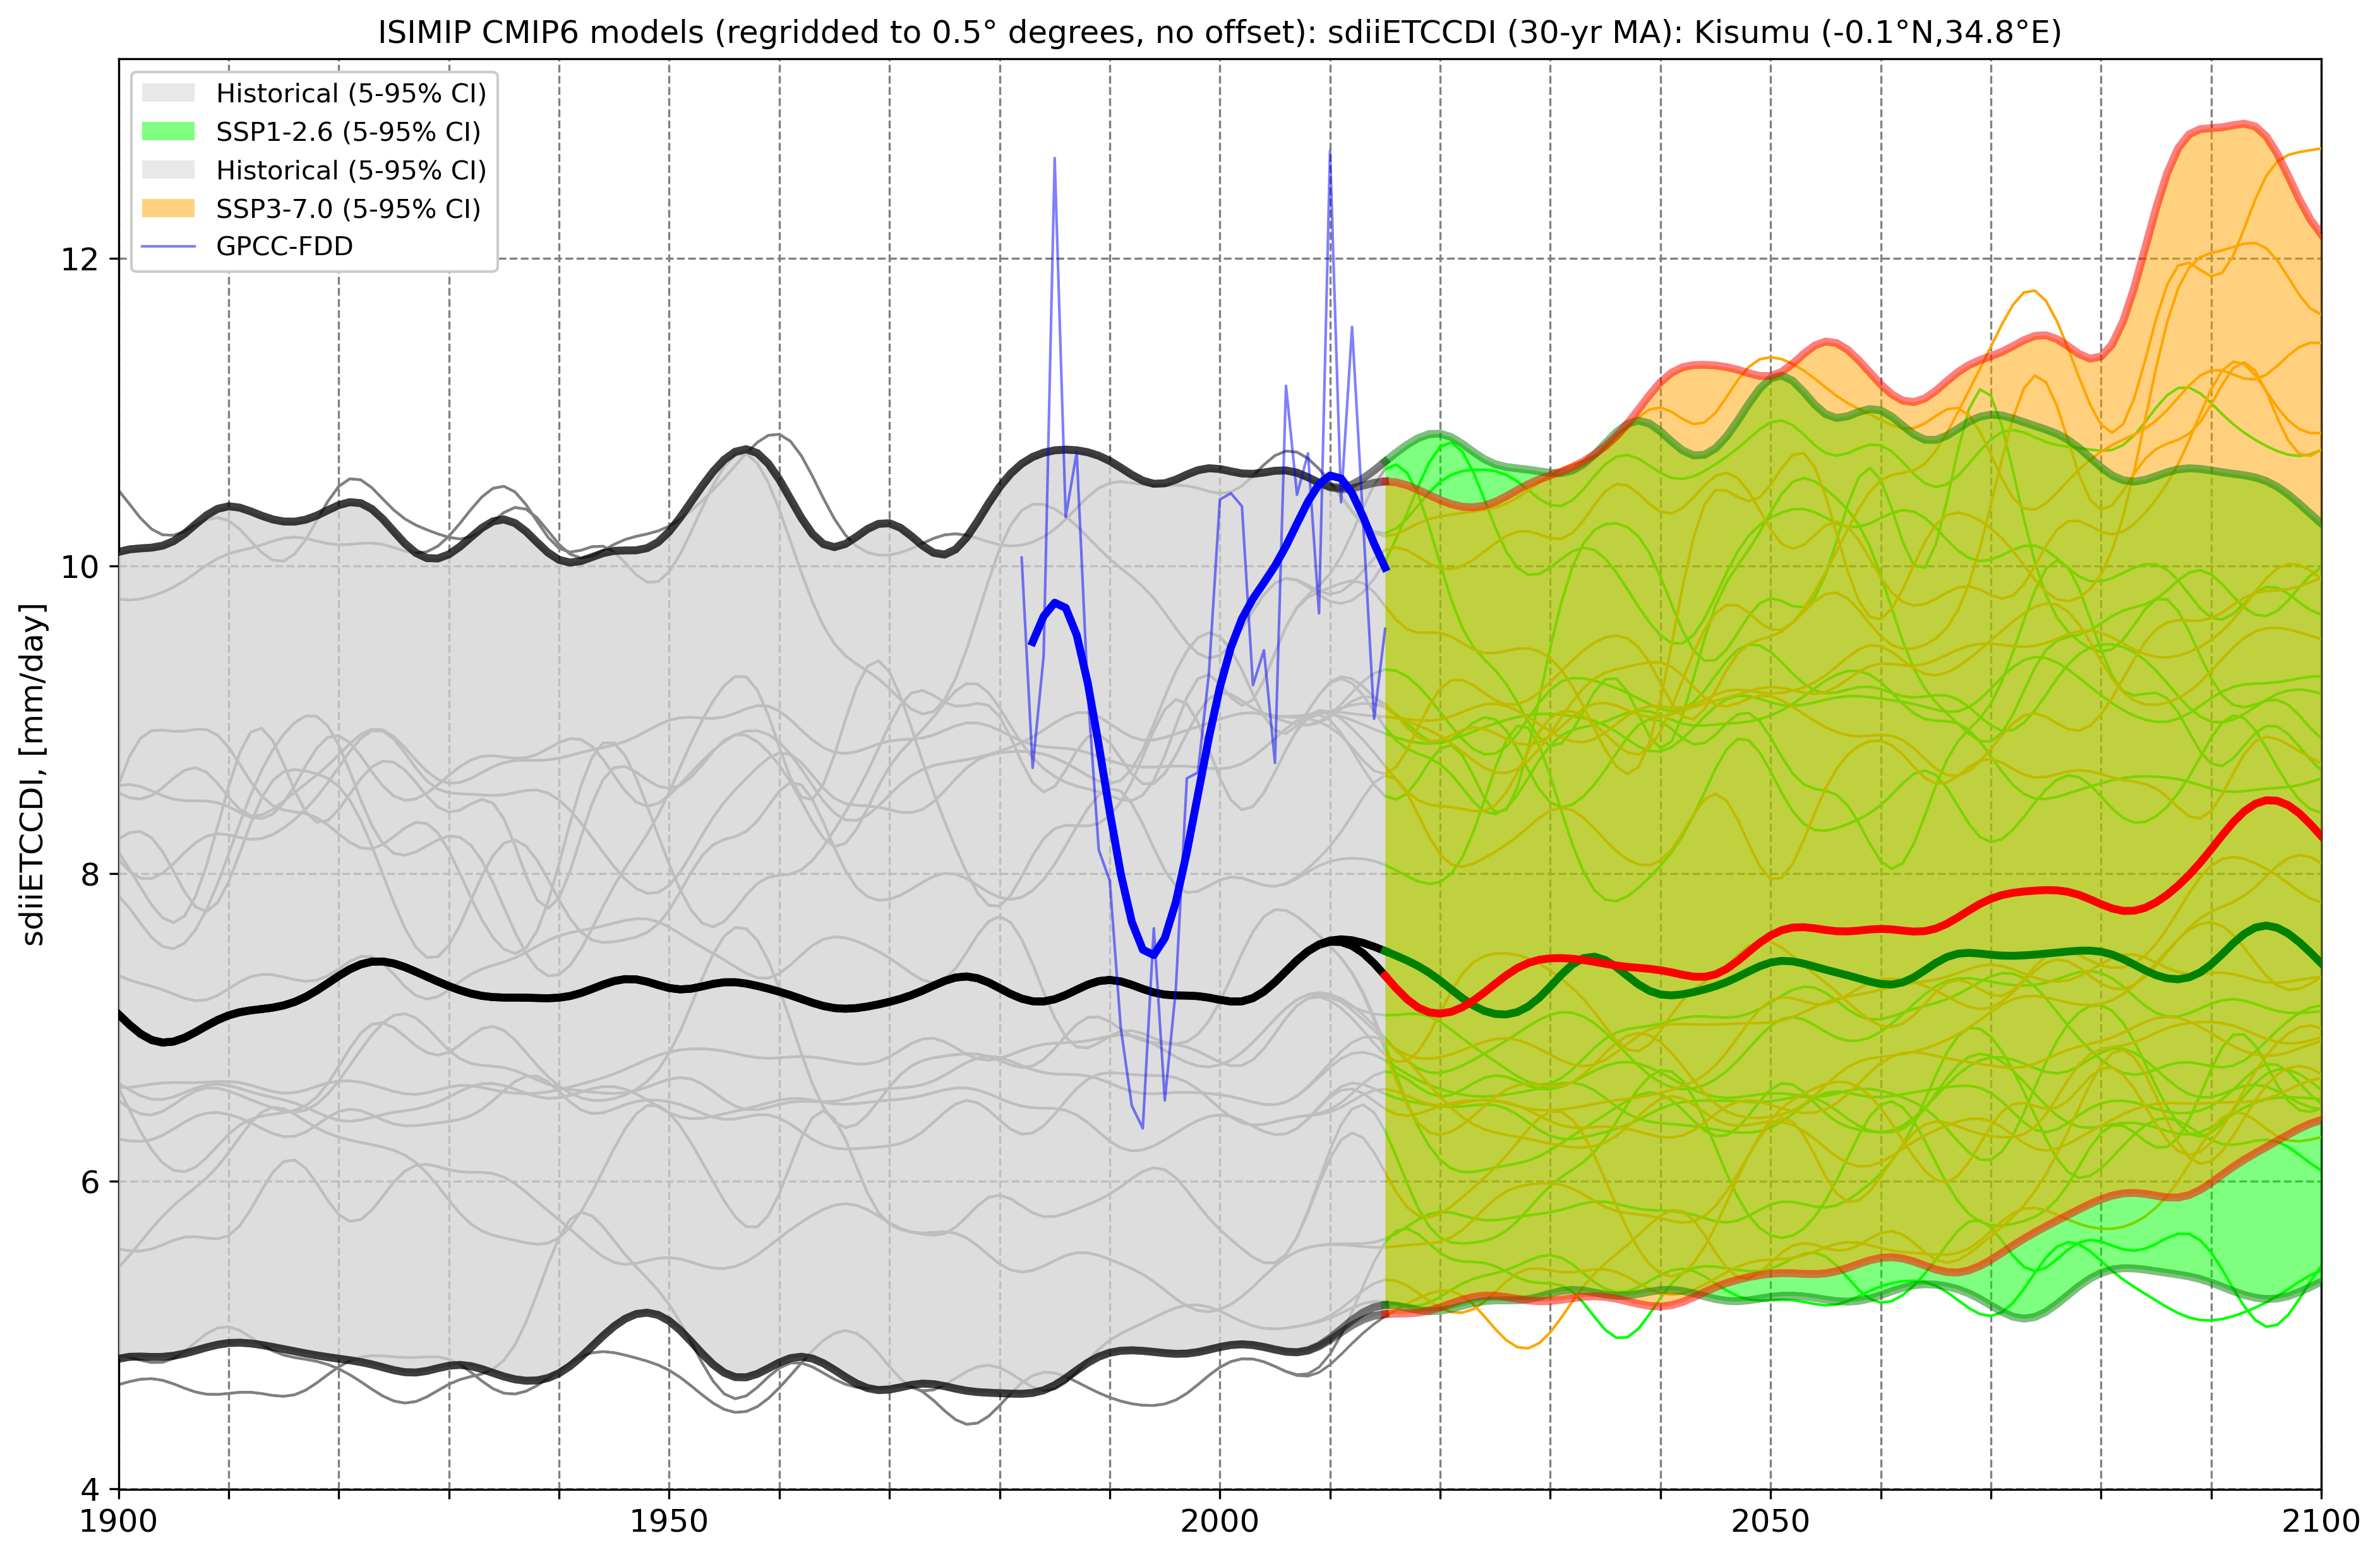 ISIMIP CMIP6 models (regridded to 0.5° degrees, no offset): sdiiETCCDI (30-yr MA): Kisumu (-0.1°N,34.8°E)
Historical (5-95% CI)
SSP1-2.6 (5-95% CI)
Historical (5-95% CI)
SSP3-7.0 (5-95% CI)
GPCC-FDD
sdiiETCCDI, [mm/day]
12
10
8
6
4
1900 1950 2000 2050 2100